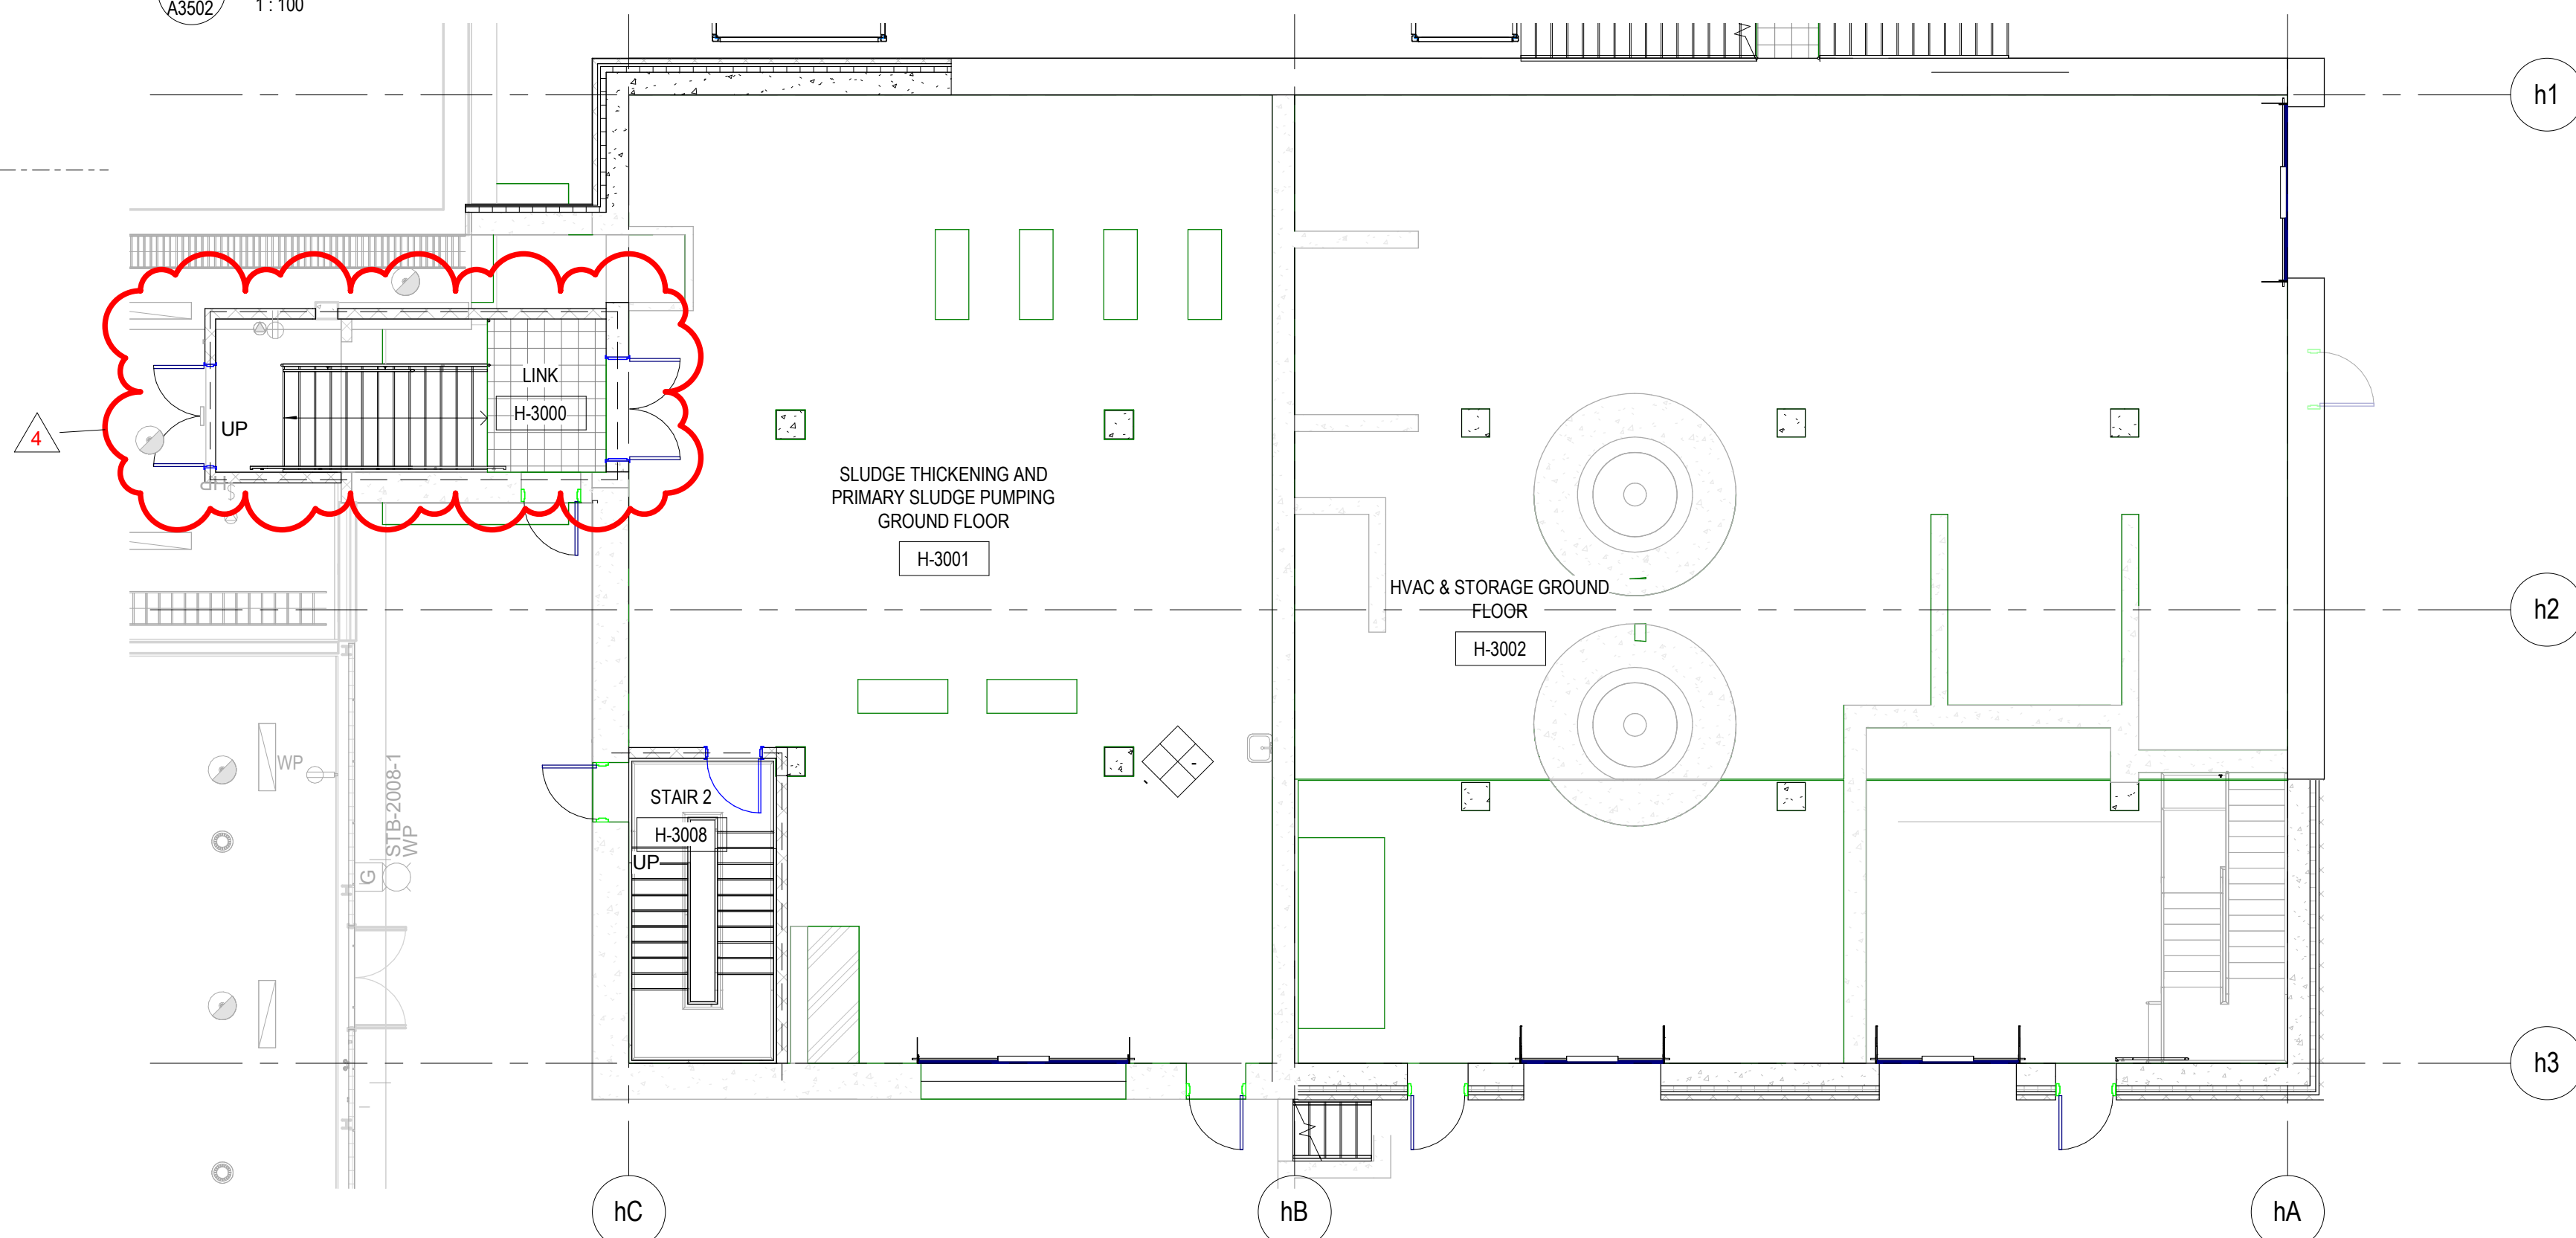 A3502
1 : 100
h1
LINK
H-3000
UP
4
SLUDGE THICKENING AND
PRIMARY SLUDGE PUMPING
GROUND FLOOR
H-3001
HVAC & STORAGE GROUND
FLOOR
H-3002
h2
WP
STB-2008-1
WP
G
STAIR 2
H-3008
UP
H
H
H
h3
hC
hB
hA